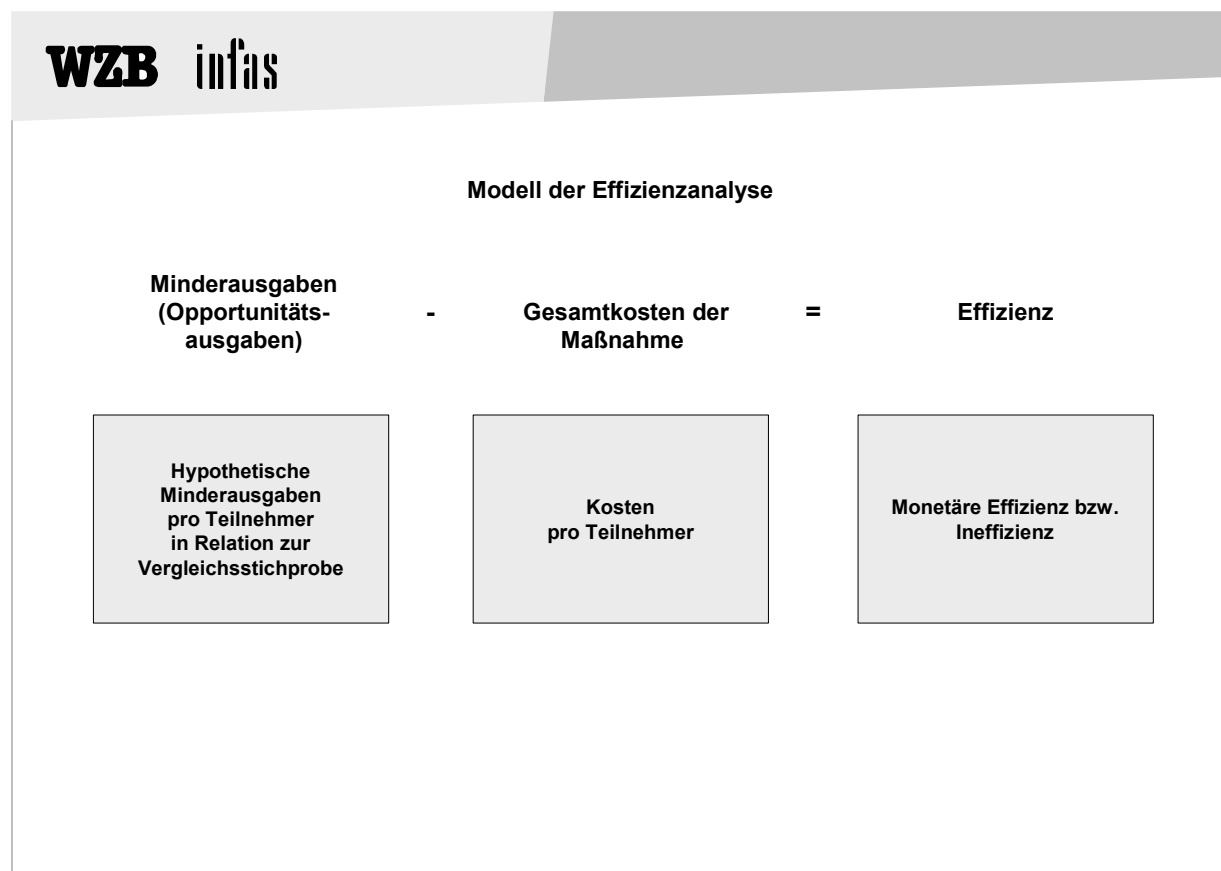 WZB infas
Modell der Effizienzanalyse
Minderausgaben
(Opportunitäts-
ausgaben)
-
Gesamtkosten der
Maßnahme
=
Effizienz
Hypothetische
Minderausgaben
pro Teilnehmer
in Relation zur
Vergleichsstichprobe
Kosten
pro Teilnehmer
Monetäre Effizienz bzw.
Ineffizienz